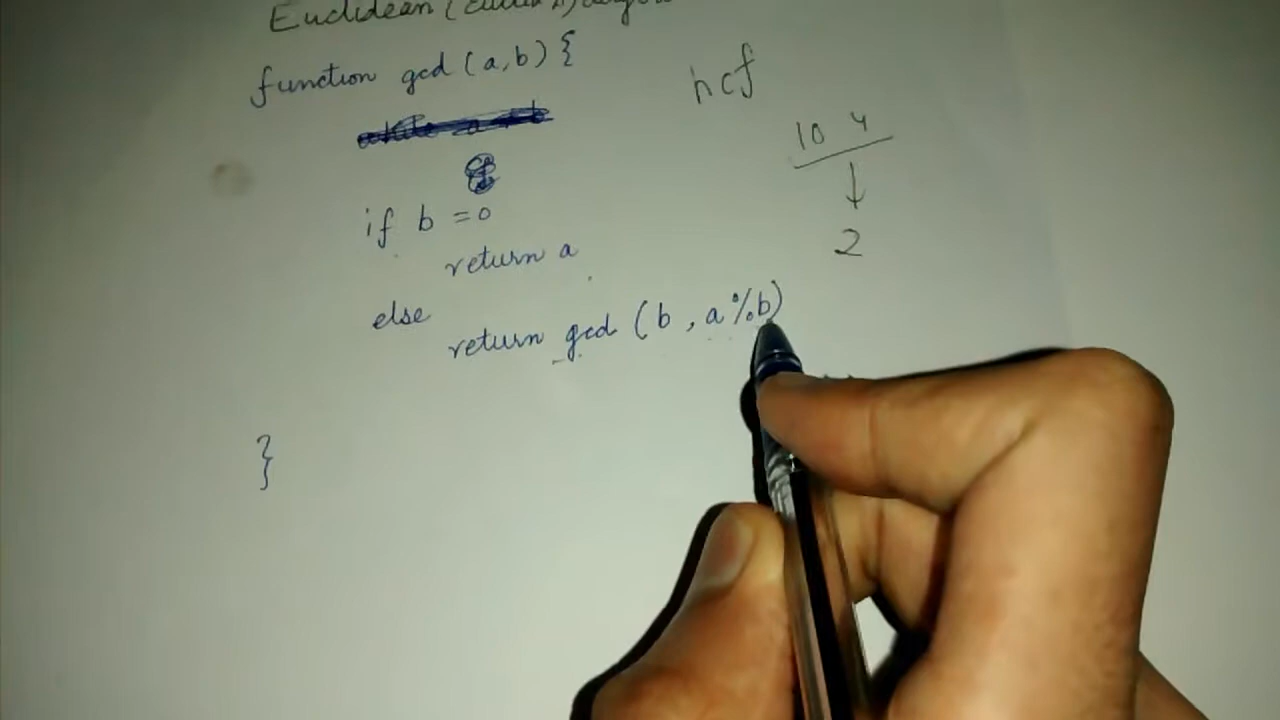 Euclidean
function gcd (a,b) {
if b = 0
return a
else
return gcd (b , a%b)
}
hcf
10 4
↓
2